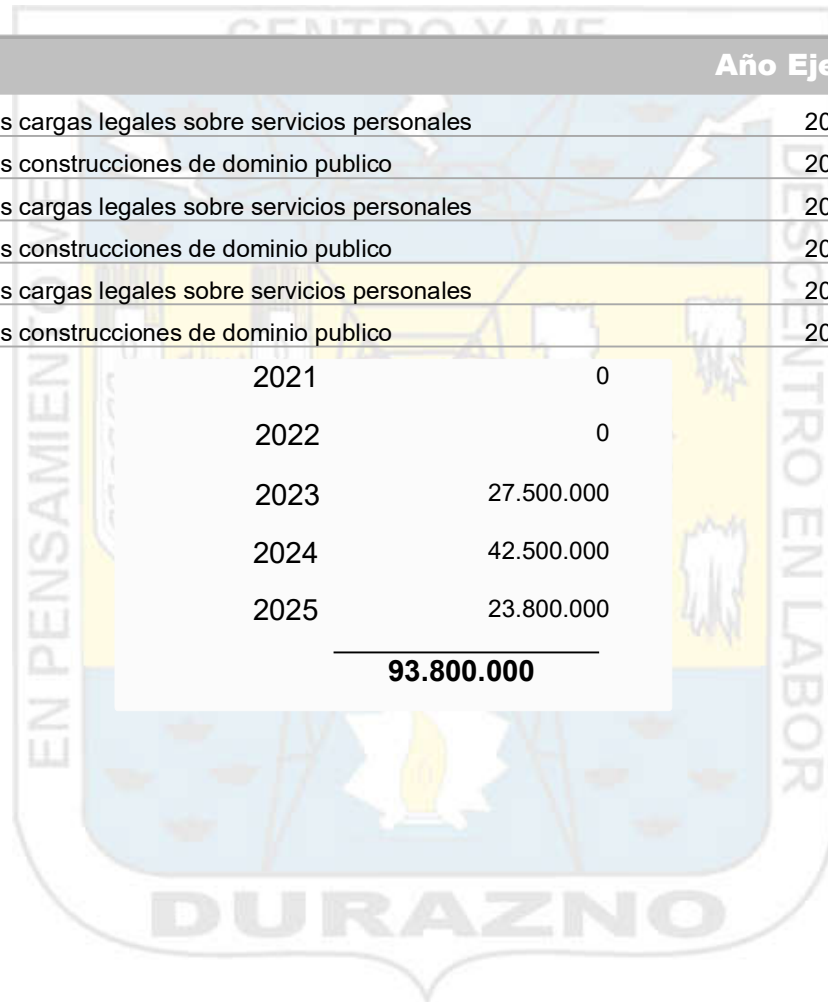 CENTRO Y ME
Año Eje
s cargas legales sobre servicios personales 20
s construcciones de dominio publico 20
s cargas legales sobre servicios personales 20
s construcciones de dominio publico 20
s cargas legales sobre servicios personales 20
s construcciones de dominio publico 20
2021 0
2022 0
2023 27.500.000
2024 42.500.000
2025 23.800.000
93.800.000
EN PENSAMIENTO ME
DESCENTRO EN LABOR
DURAZNO